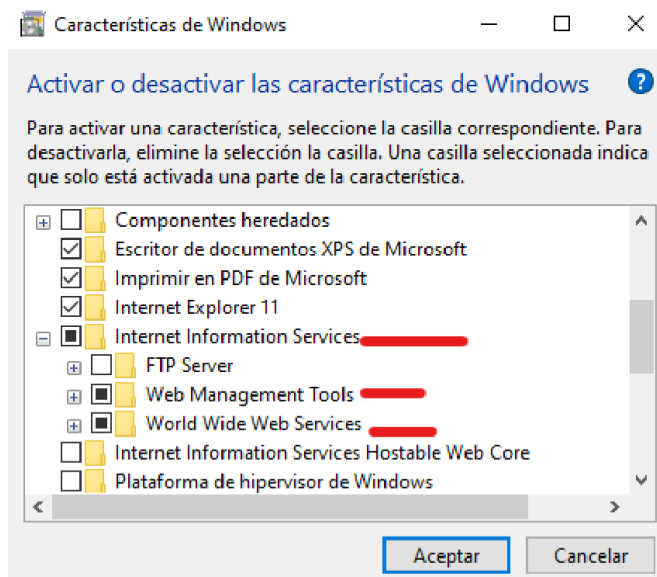 Características de Windows
Activar o desactivar las características de Windows
Para activar una característica, seleccione la casilla correspondiente. Para
desactivarla, elimine la selección la casilla. Una casilla seleccionada indica
que solo está activada una parte de la característica.
Componentes heredados
Escritor de documentos XPS de Microsoft
Imprimir en PDF de Microsoft
Internet Explorer 11
Internet Information Services
FTP Server
Web Management Tools
World Wide Web Services
Internet Information Services Hostable Web Core
Plataforma de hipervisor de Windows
Aceptar Cancelar